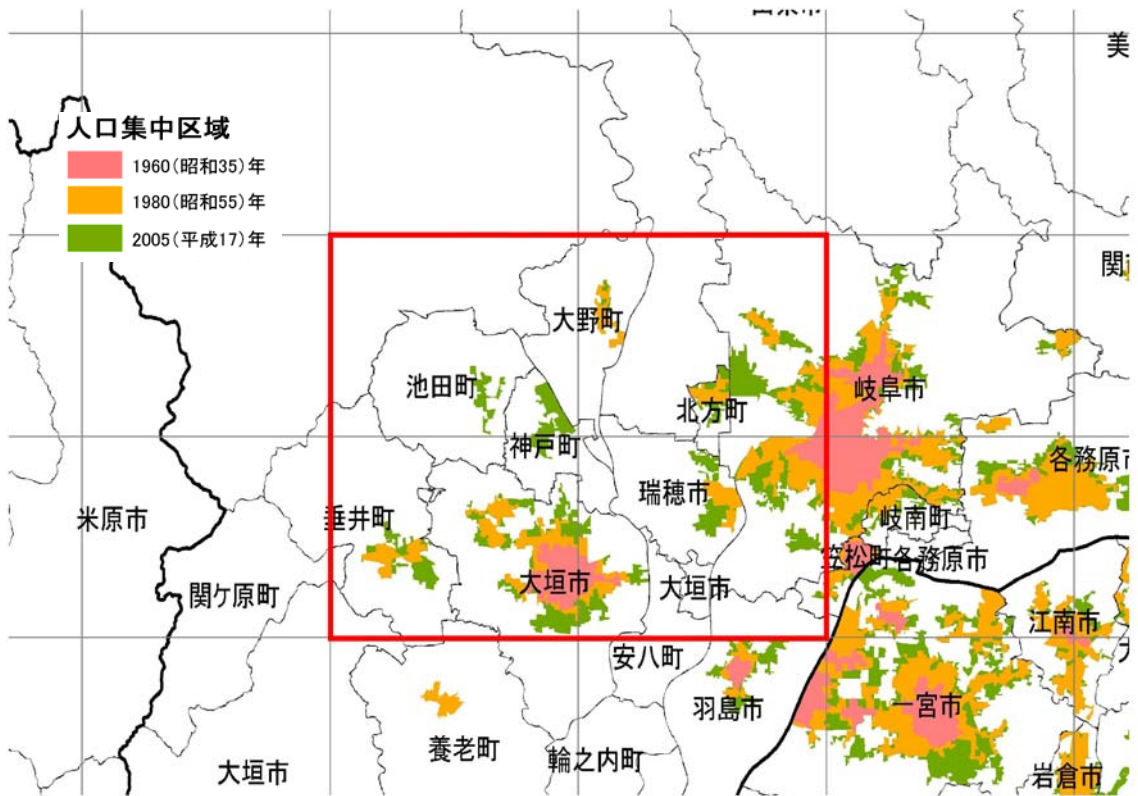 美
人口集中区域
1960(昭和35)年
1980(昭和55)年
2005(平成17)年
関
大野町
池田町
岐阜市
北方町
神戸町
各務原市
瑞穂市
米原市
垂井町
岐南町
笠松町
各務原市
関ケ原町
大垣市
大垣市
江南市
安八町
羽島市
一宮市
養老町
輪之内町
大垣市
岩倉市